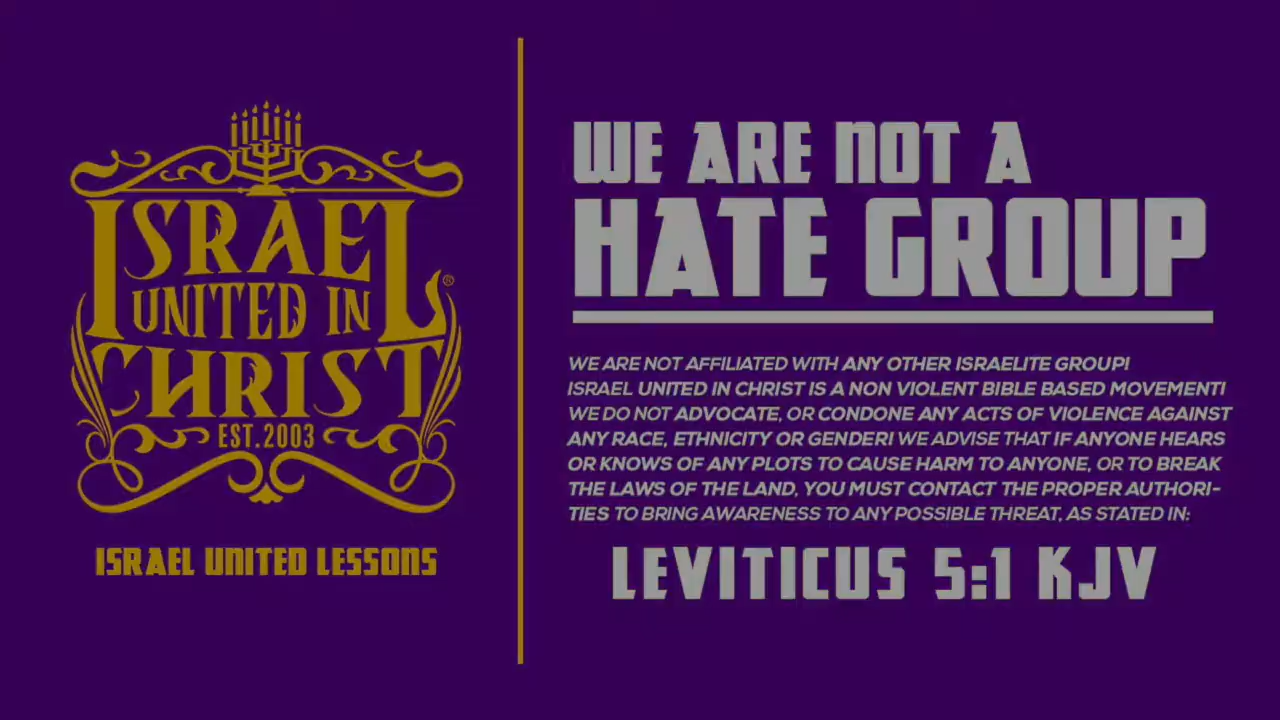 ISRAEL
UNITED IN
CHRIST
®
EST.2003
ISRAEL UNITED LESSONS
WE ARE NOT A
HATE GROUP
WE ARE NOT AFFILIATED WITH ANY OTHER ISRAELITE GROUP!
ISRAEL UNITED IN CHRIST IS A NON VIOLENT BIBLE BASED MOVEMENT!
WE DO NOT ADVOCATE, OR CONDONE ANY ACTS OF VIOLENCE AGAINST
ANY RACE, ETHNICITY OR GENDER! WE ADVISE THAT IF ANYONE HEARS
OR KNOWS OF ANY PLOTS TO CAUSE HARM TO ANYONE, OR TO BREAK
THE LAWS OF THE LAND, YOU MUST CONTACT THE PROPER AUTHORI-
TIES TO BRING AWARENESS TO ANY POSSIBLE THREAT, AS STATED IN:
LEVITICUS 5:1 KJV